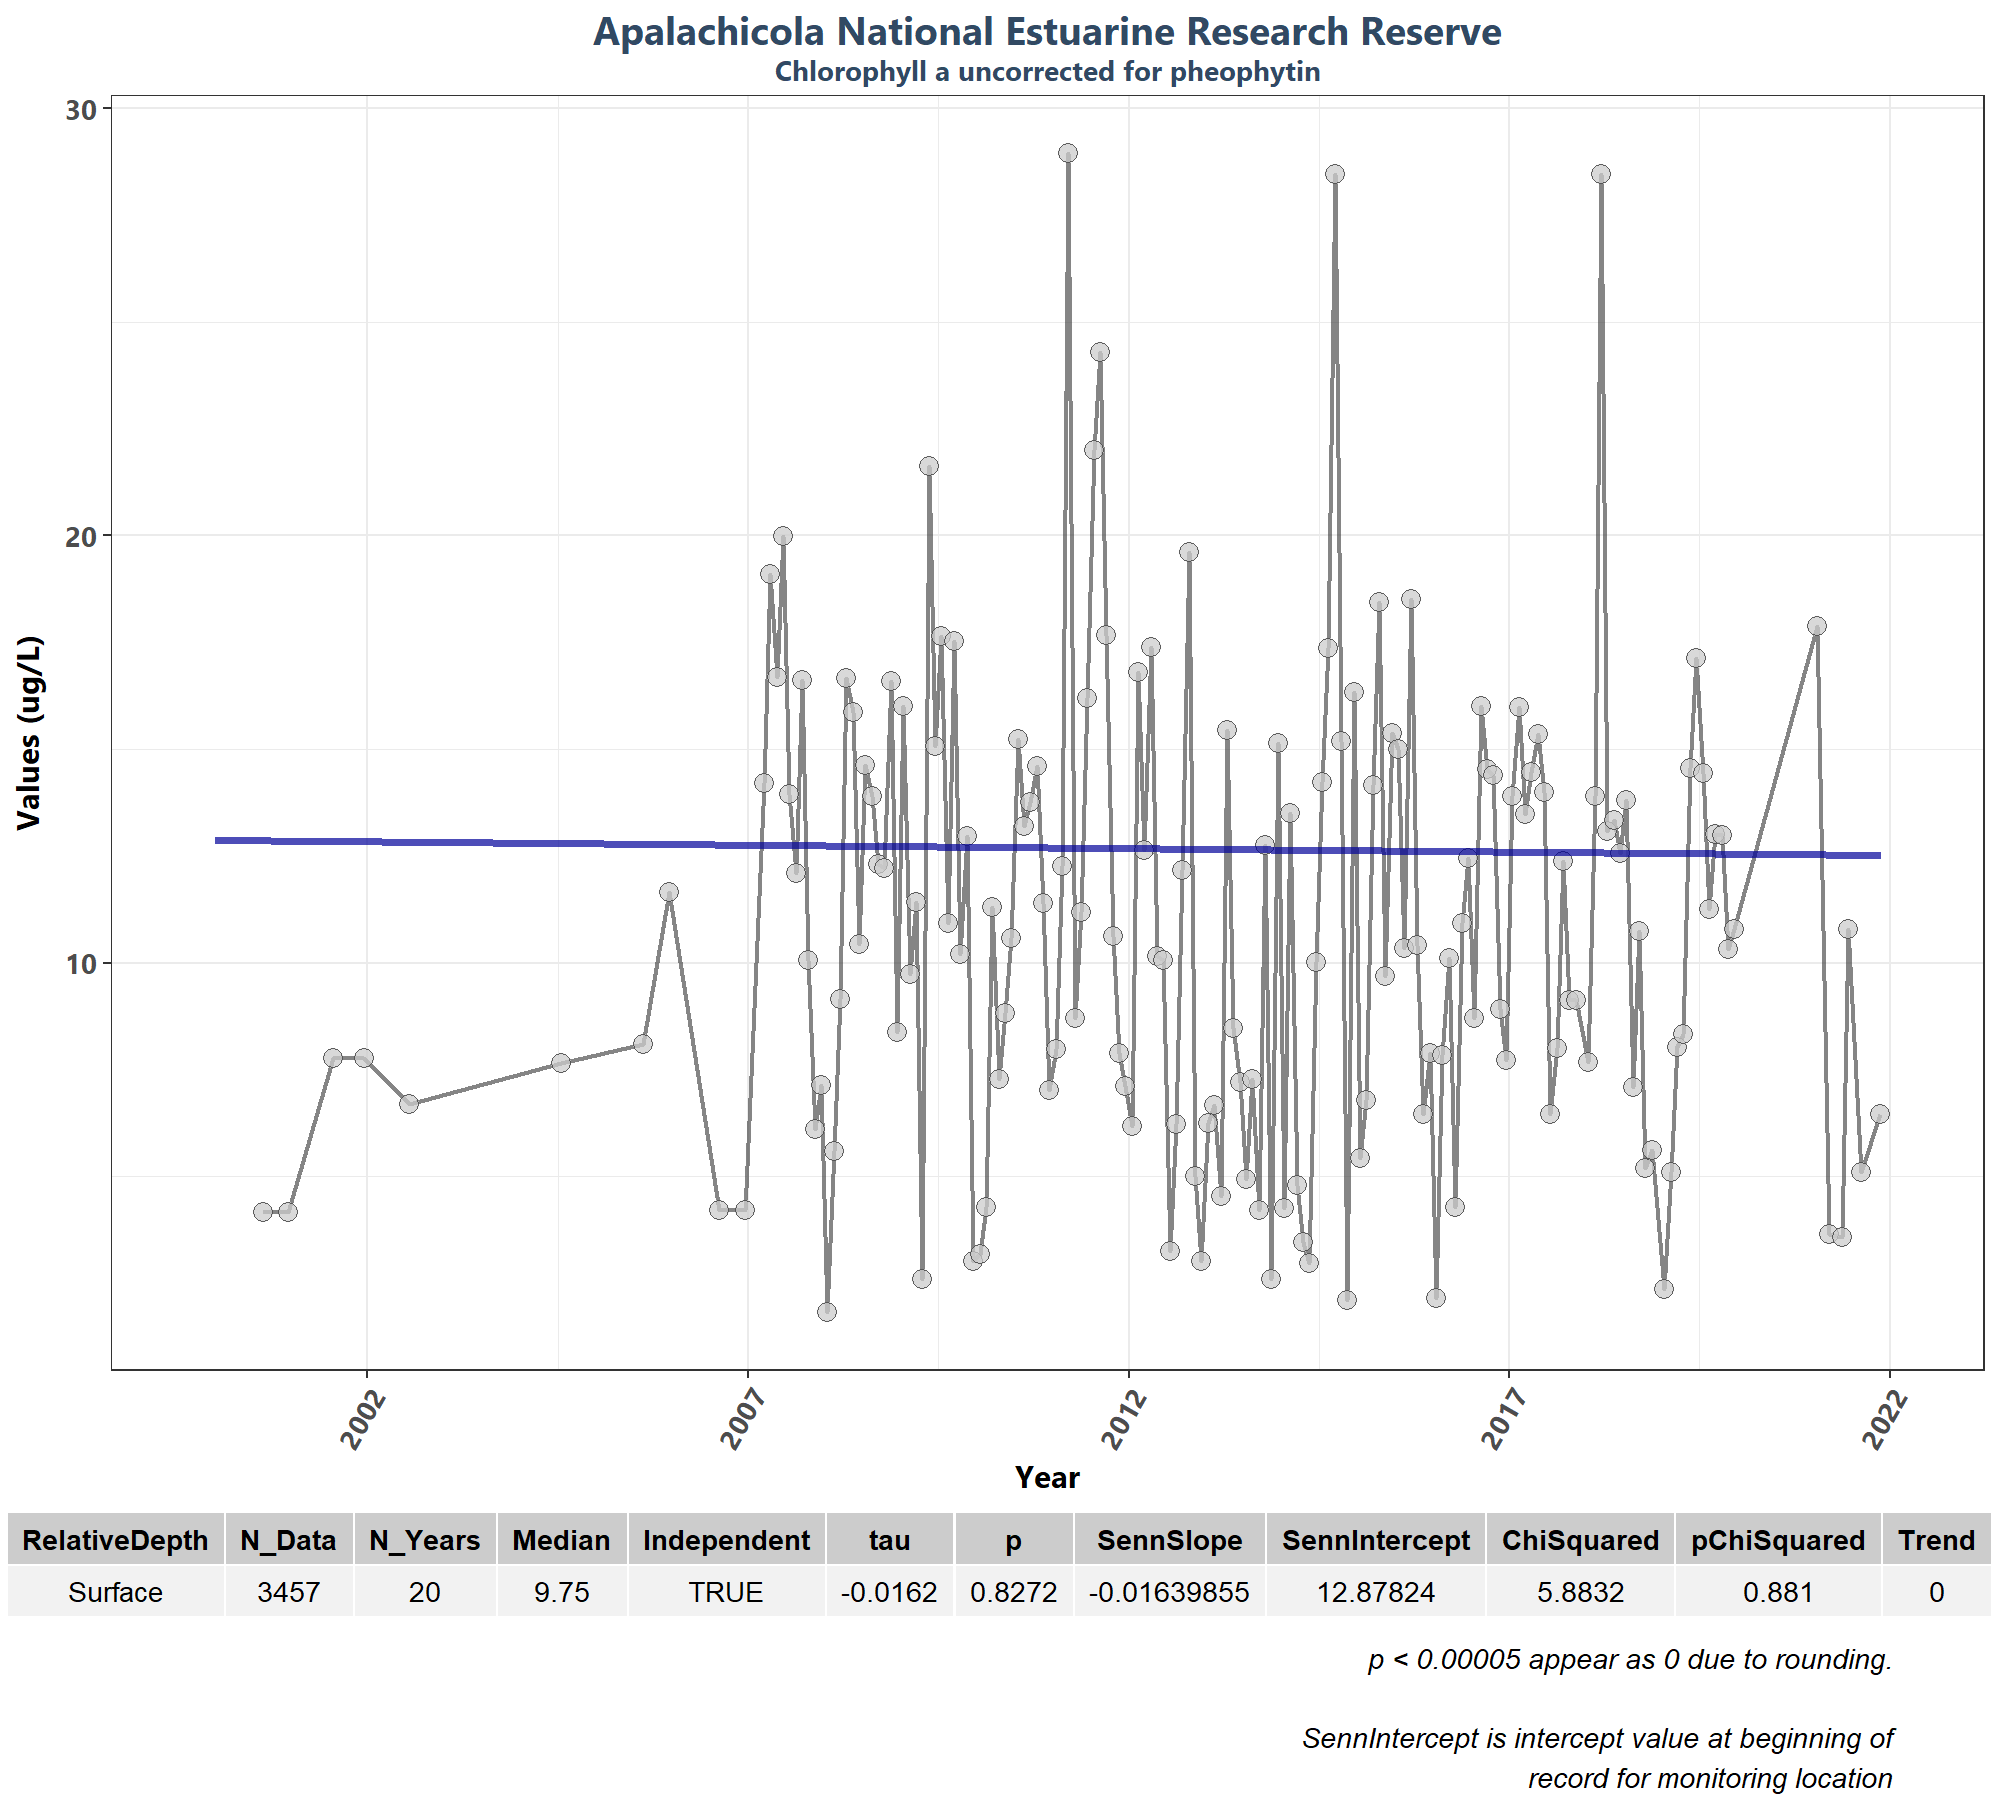 Apalachicola National Estuarine Research Reserve
Chlorophyll a uncorrected for pheophytin
30
20
10
Values (ug/L)
2002 2007 2012 2017 2022
Year
RelativeDepth N_Data N_Years Median Independent tau p SennSlope SennIntercept ChiSquared pChiSquared Trend
Surface 3457 20 9.75 TRUE -0.0162 0.8272 -0.01639855 12.87824 5.8832 0.881 0
p < 0.00005 appear as 0 due to rounding.
SennIntercept is intercept value at beginning of
record for monitoring location